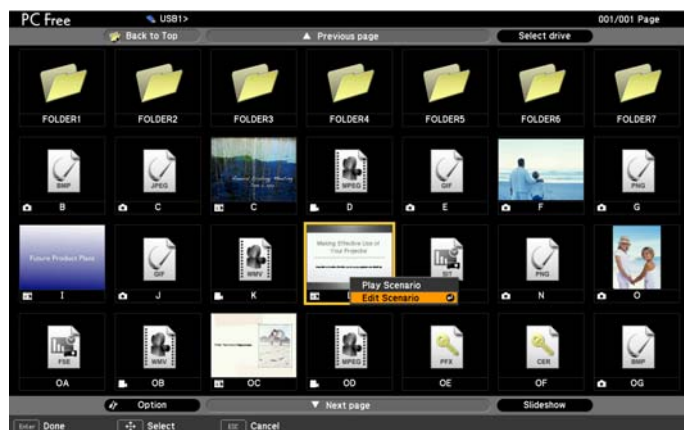 PC Free USB1> 001/001 Page
Back to Top Previous page Select drive
FOLDER1 FOLDER2 FOLDER3 FOLDER4 FOLDER5 FOLDER6 FOLDER7
BMP JPEG MPEG GIF PNG
B C C D E F G
Future Product Plans GIF WMV Making Effective Use of PNG
Your Projector
SIT
Play Scenario
I J K Edit Scenario N O
FSE WMV MPEG PFX CER BMP
OA OB OC OD OE OF OG
Option Next page Slideshow
Enter Done Select ESC Cancel